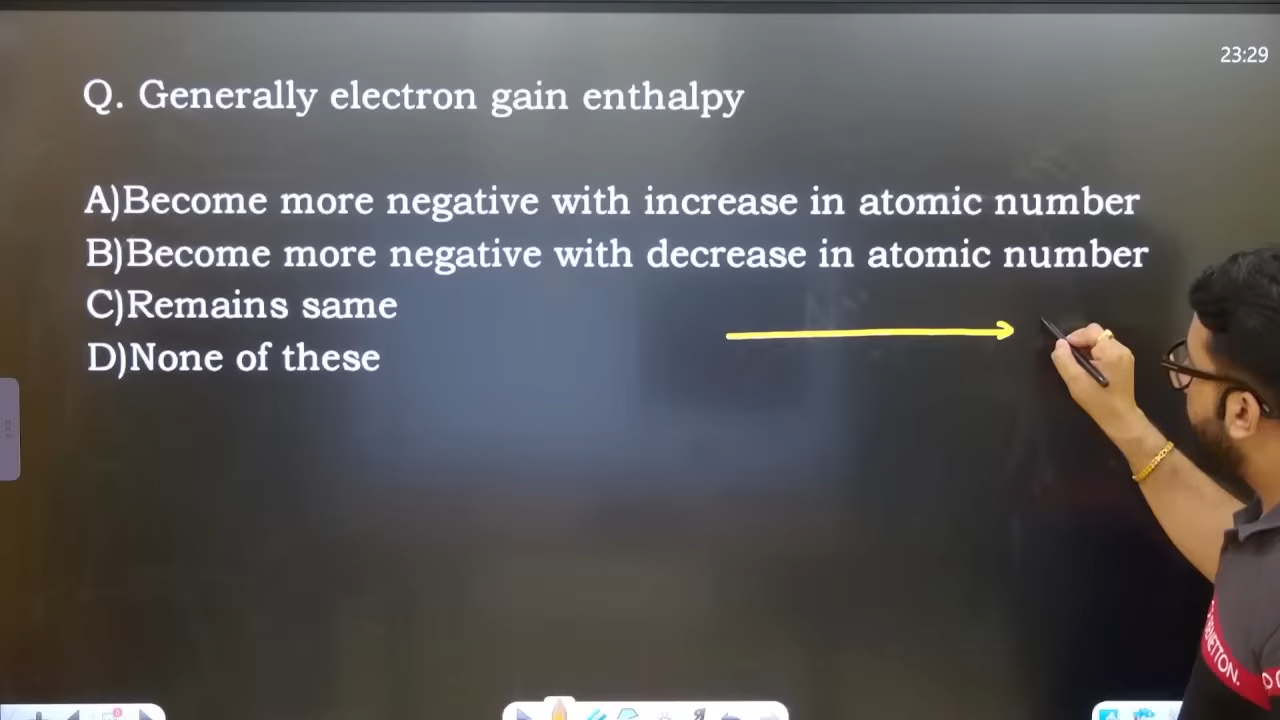 23:29
Q. Generally electron gain enthalpy
A)Become more negative with increase in atomic number
B)Become more negative with decrease in atomic number
C)Remains same
D)None of these
BENETTON.